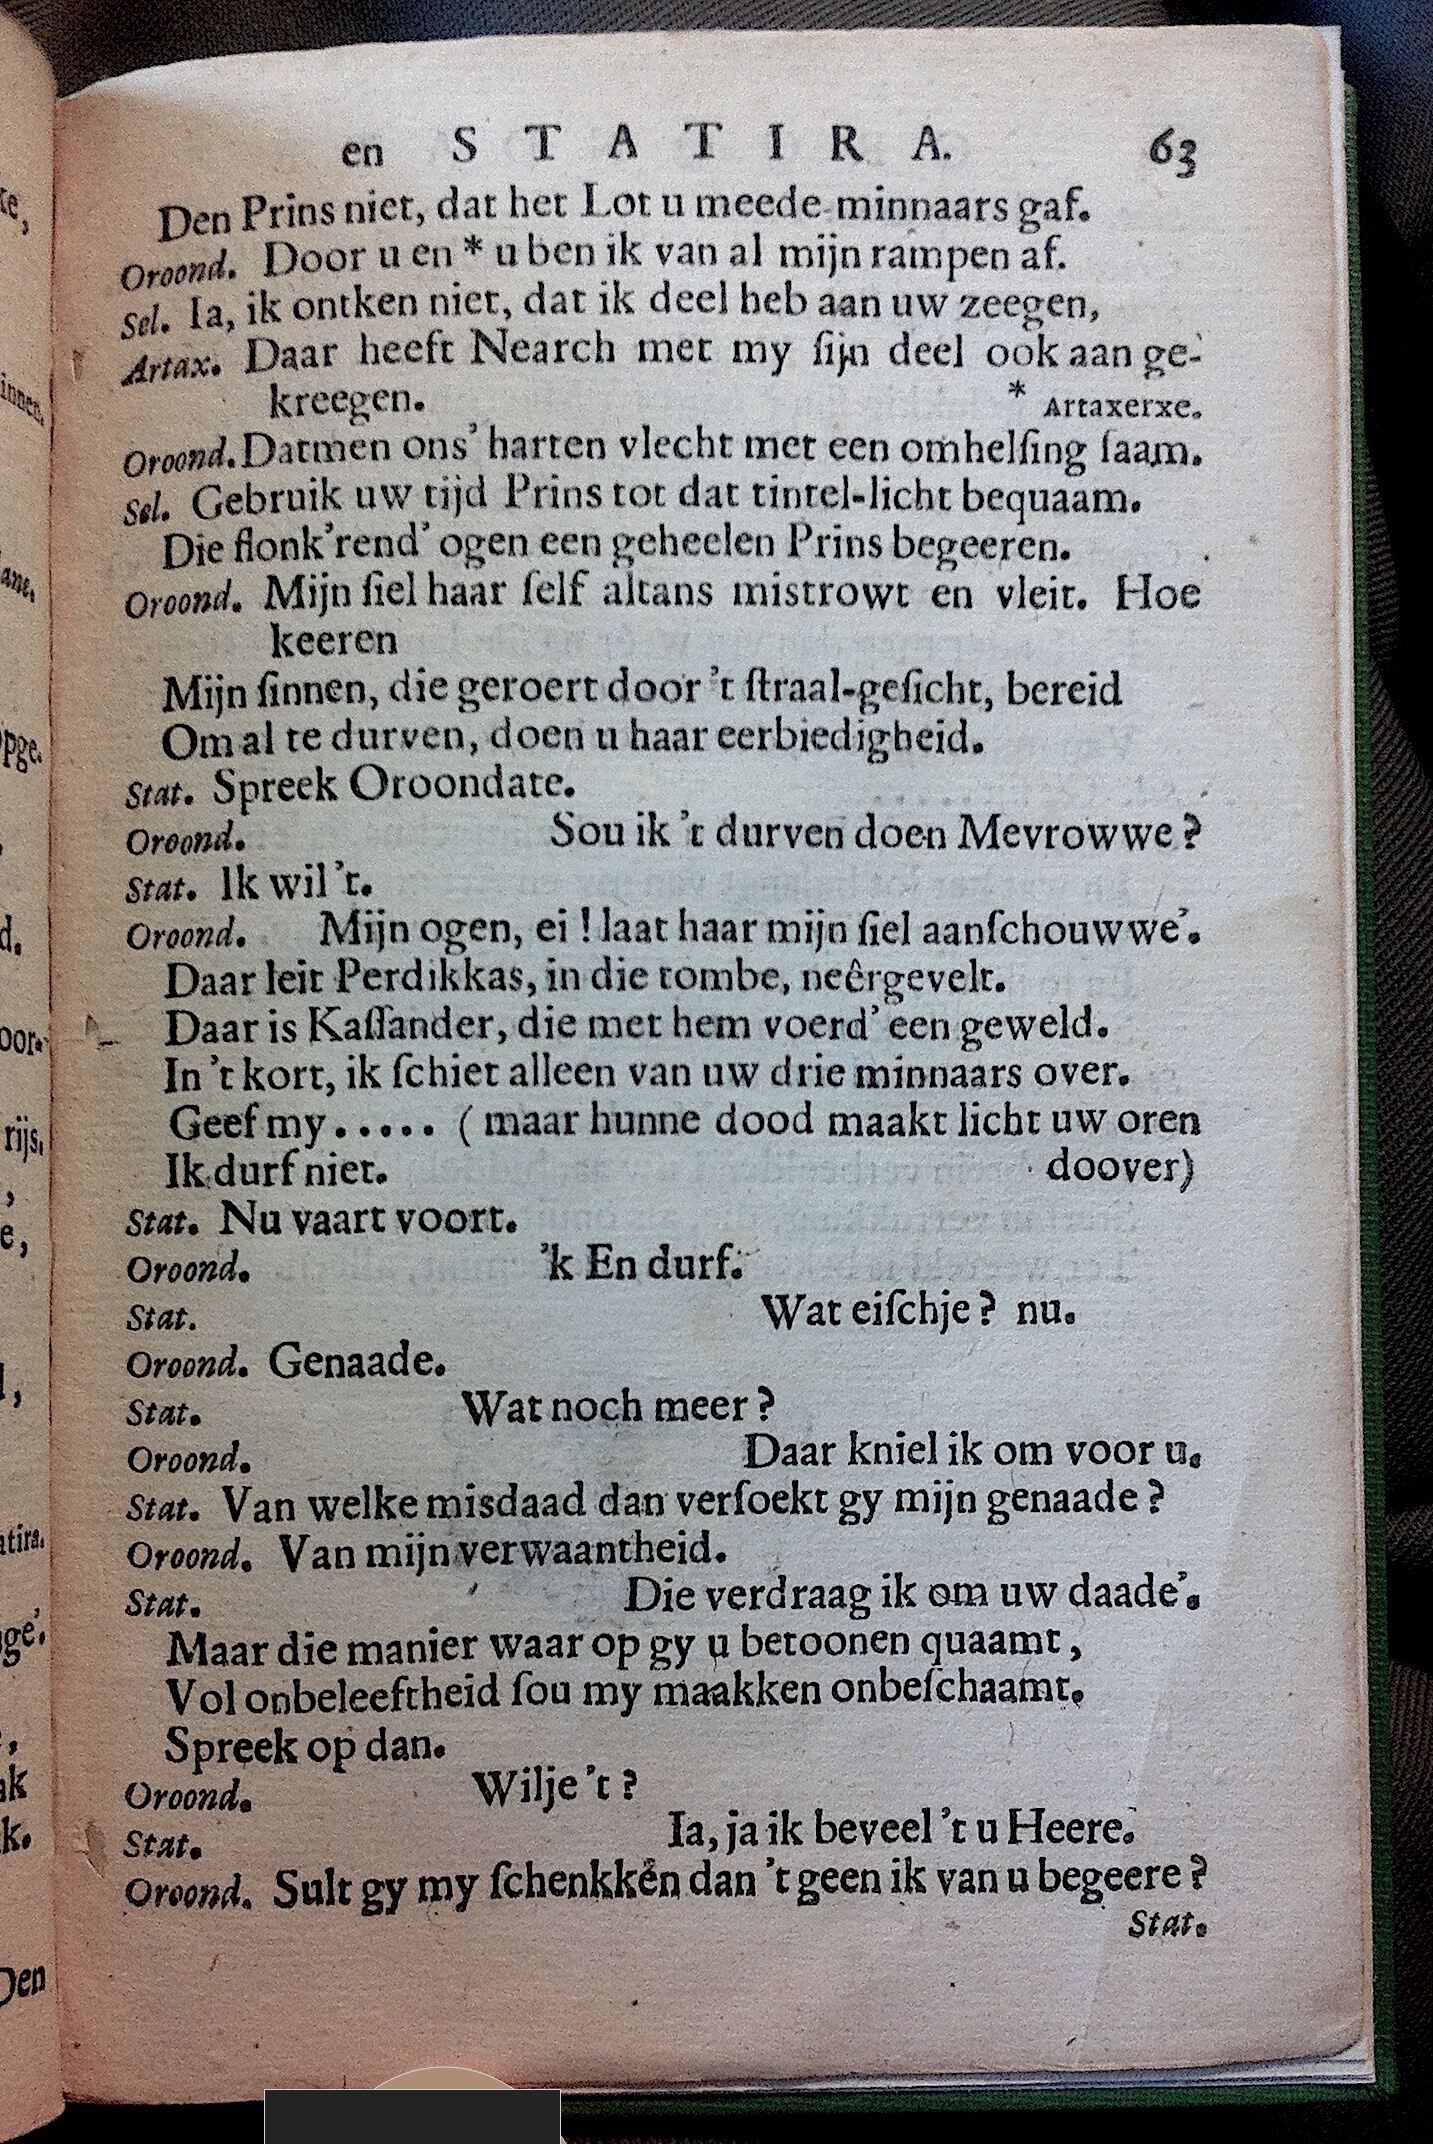 en STATIRA. 63
Den Prins niet, dat het Lot u meede-minnaars gaf.
Oroond. Door u en * u ben ik van al mijn rampen af.
Sel. Ia, ik ontken niet, dat ik deel heb aan uw zeegen,
Artax. Daar heeft Nearch met my ſijn deel ook aan ge-
kreegen. * Artaxerxe.
Oroond. Datmen ons' harten vlecht met een omhelſing ſaam.
Sel. Gebruik uw tijd Prins tot dat tintel-licht bequaam.
Die flonk'rend' ogen een geheelen Prins begeeren.
Oroond. Mijn ſiel haar ſelf altans mistrowt en vleit. Hoe
keeren
Mijn ſinnen, die geroert door 't ſtraal-geſicht, bereid
Om al te durven, doen u haar eerbiedigheid.
Stat. Spreek Oroondate.
Oroond. Sou ik 't durven doen Mevrowwe?
Stat. Ik wil 't.
Oroond. Mijn ogen, ei! laat haar mijn ſiel aanſchouwwe'.
Daar leit Perdikkas, in die tombe, neêrgevelt.
Daar is Kaſſander, die met hem voerd' een geweld.
In 't kort, ik ſchiet alleen van uw drie minnaars over.
Geef my..... (maar hunne dood maakt licht uw oren
Ik durf niet. doover)
Stat. Nu vaart voort.
Oroond. 'k En durf.
Stat. Wat eiſchje? nu.
Oroond. Genaade.
Stat. Wat noch meer?
Oroond. Daar kniel ik om voor u.
Stat. Van welke misdaad dan verſoekt gy mijn genaade?
Oroond. Van mijn verwaantheid.
Stat. Die verdraag ik om uw daade'.
Maar die manier waar op gy u betoonen quaamt,
Vol onbeleeftheid ſou my maakken onbeſchaamt.
Spreek op dan.
Oroond. Wilje 't?
Stat. Ia, ja ik beveel 't u Heere.
Oroond. Sult gy my ſchenkkên dan 't geen ik van u begeere?
Stat.